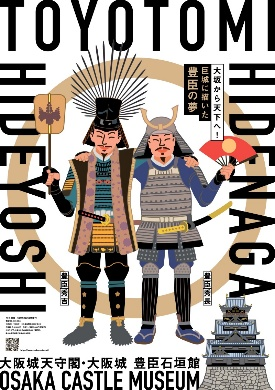 TOYOTOMI
HIDEYOSHI
HIDENAGA
大坂から天下へ！
巨城に描いた
豊臣の夢
豊臣秀吉
豊臣秀長
大阪城天守閣・大阪城 豊臣石垣館
OSAKA CASTLE MUSEUM